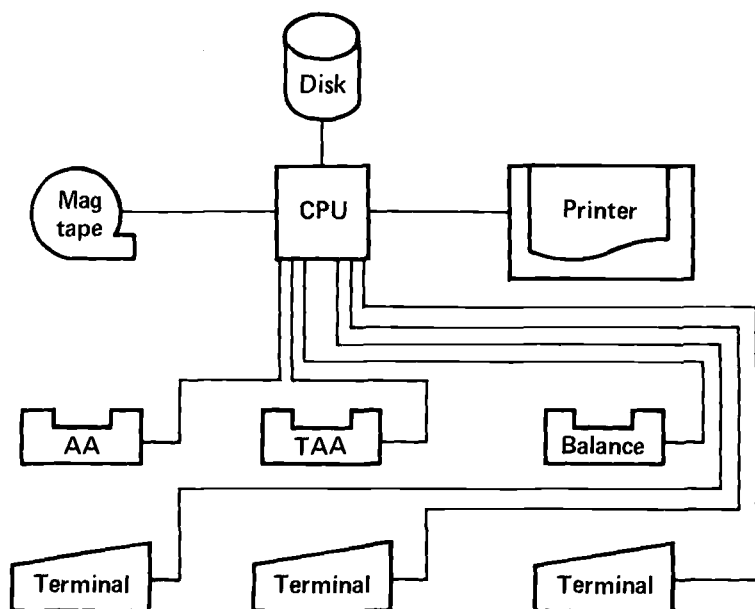 Disk
Mag
tape
CPU
Printer
AA
TAA
Balance
Terminal
Terminal
Terminal